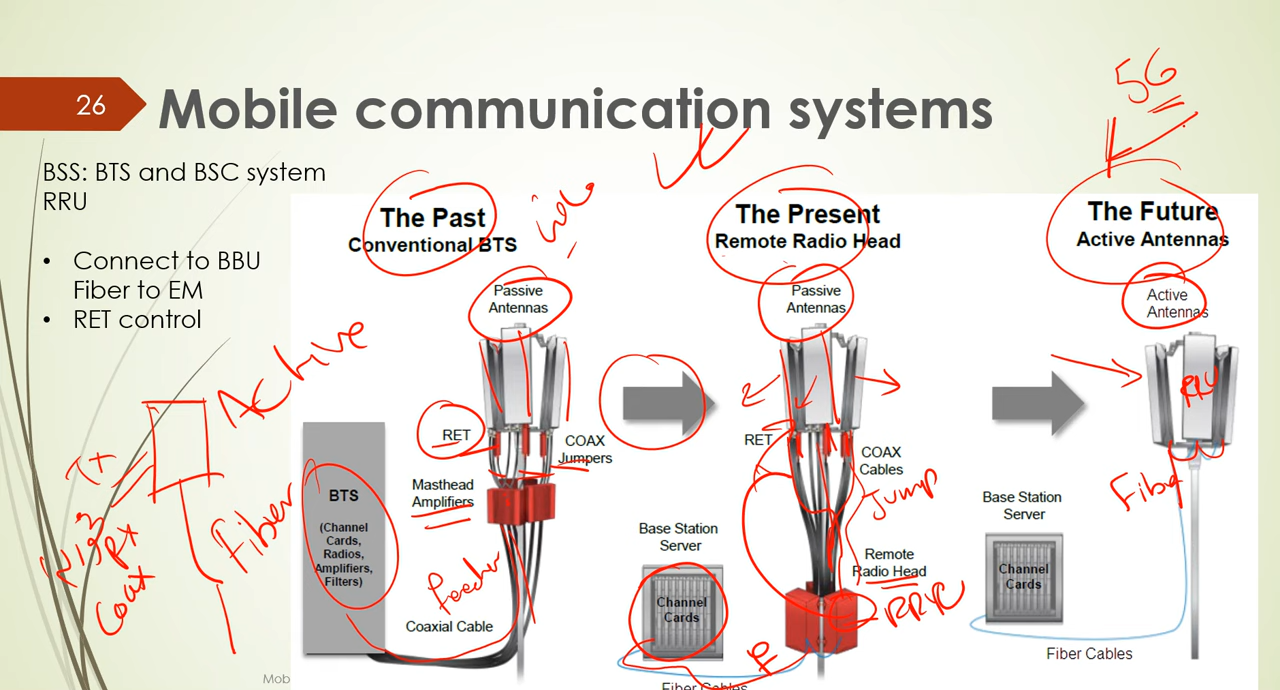 26
Mobile communication systems
5G
BSS: BTS and BSC system
RRU
• Connect to BBU
Fiber to EM
• RET control
The Past
Conventional BTS
Passive
Antennas
RET
COAX
Jumpers
Masthead
Amplifiers
BTS
(Channel
Cards,
Radios,
Amplifiers,
Filters)
Feeder
Coaxial Cable
Active
Tx
Rx
Fiber
The Present
Remote Radio Head
Passive
Antennas
RET
COAX
Cables
Jump
Base Station
Server
Channel
Cards
Remote
Radio Head
RRU
F
Fiber Cables
The Future
Active Antennas
Active
Antennas
RRU
Fiber
Base Station
Server
Channel
Cards
Fiber Cables
Mob